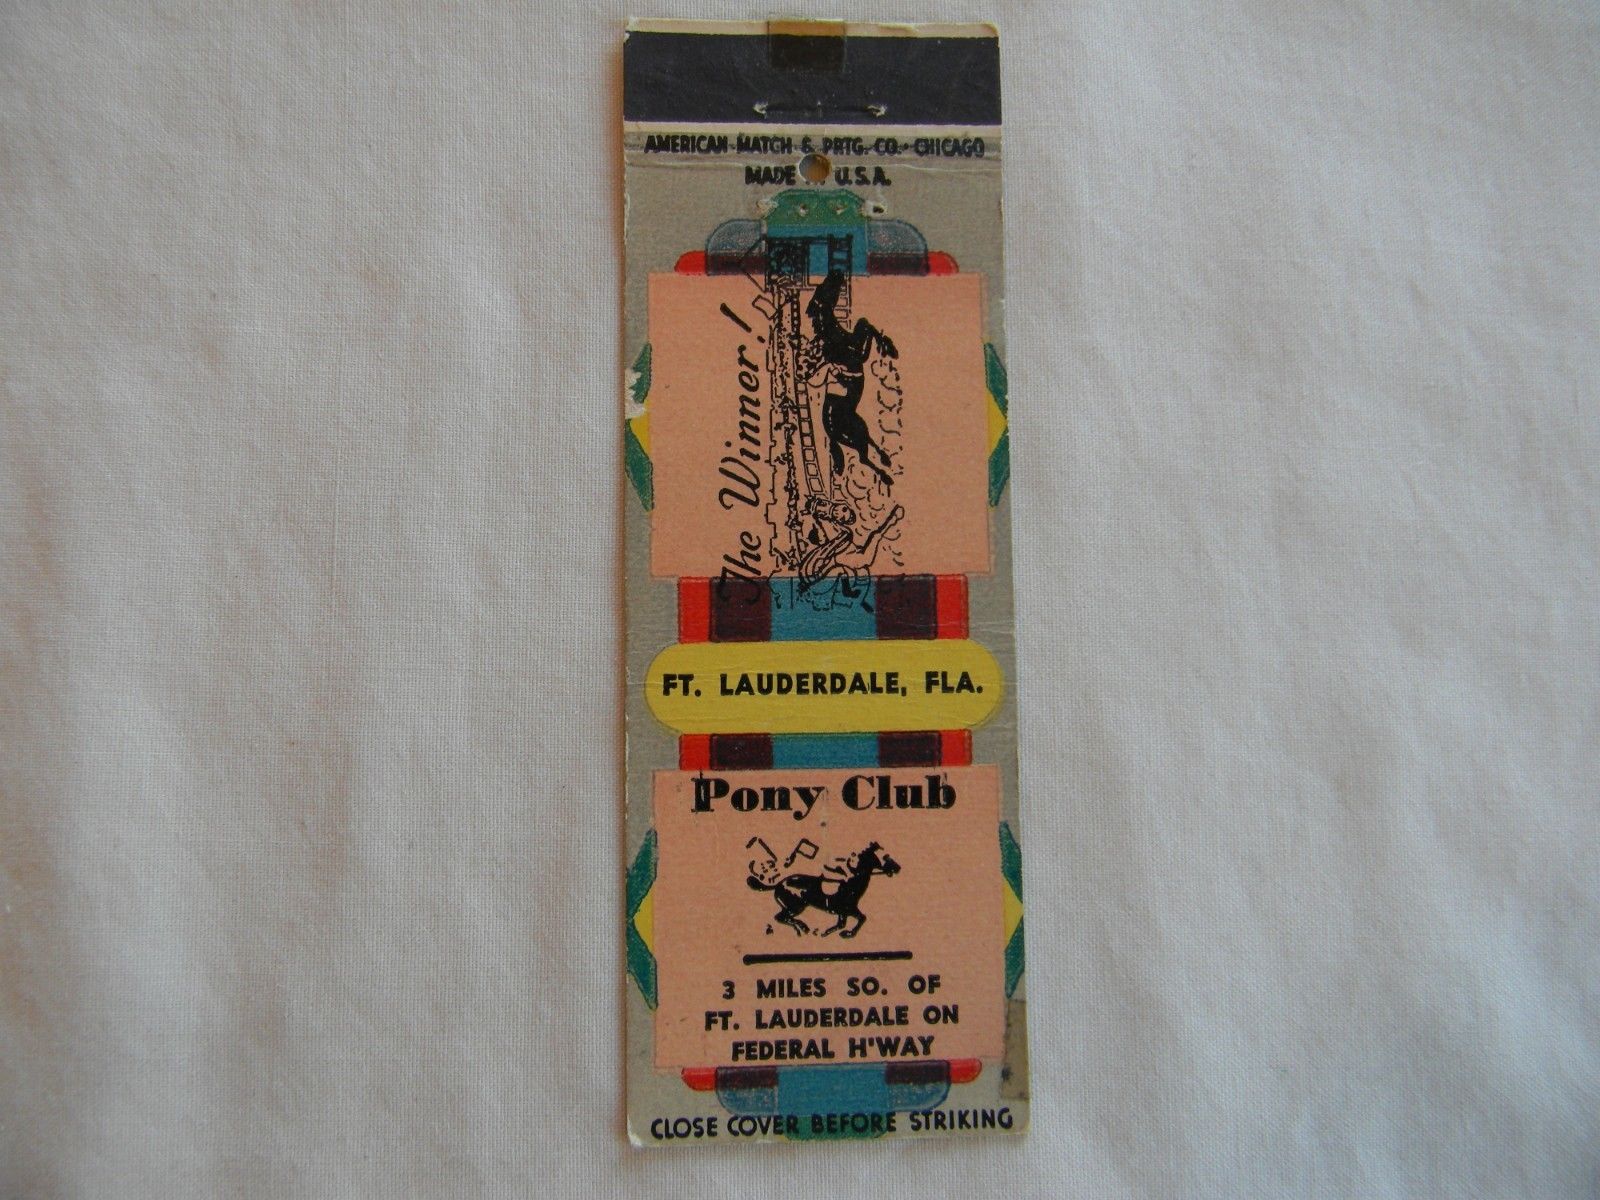 AMERICAN MATCH & PRTG. CO. • CHICAGO
MADE U.S.A.
The Winner!
FT. LAUDERDALE, FLA.
Pony Club
3 MILES SO. OF
FT. LAUDERDALE ON
FEDERAL H'WAY
CLOSE COVER BEFORE STRIKING